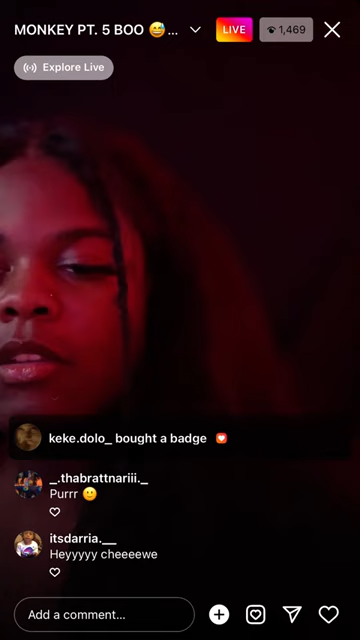 MONKEY PT. 5 BOO 😅...
LIVE
1,469
Explore Live
keke.dolo_ bought a badge
_.thabrattnariii._
Purrr 🙂
itsdarria.__
Heyyyyy cheeeewe
Add a comment...